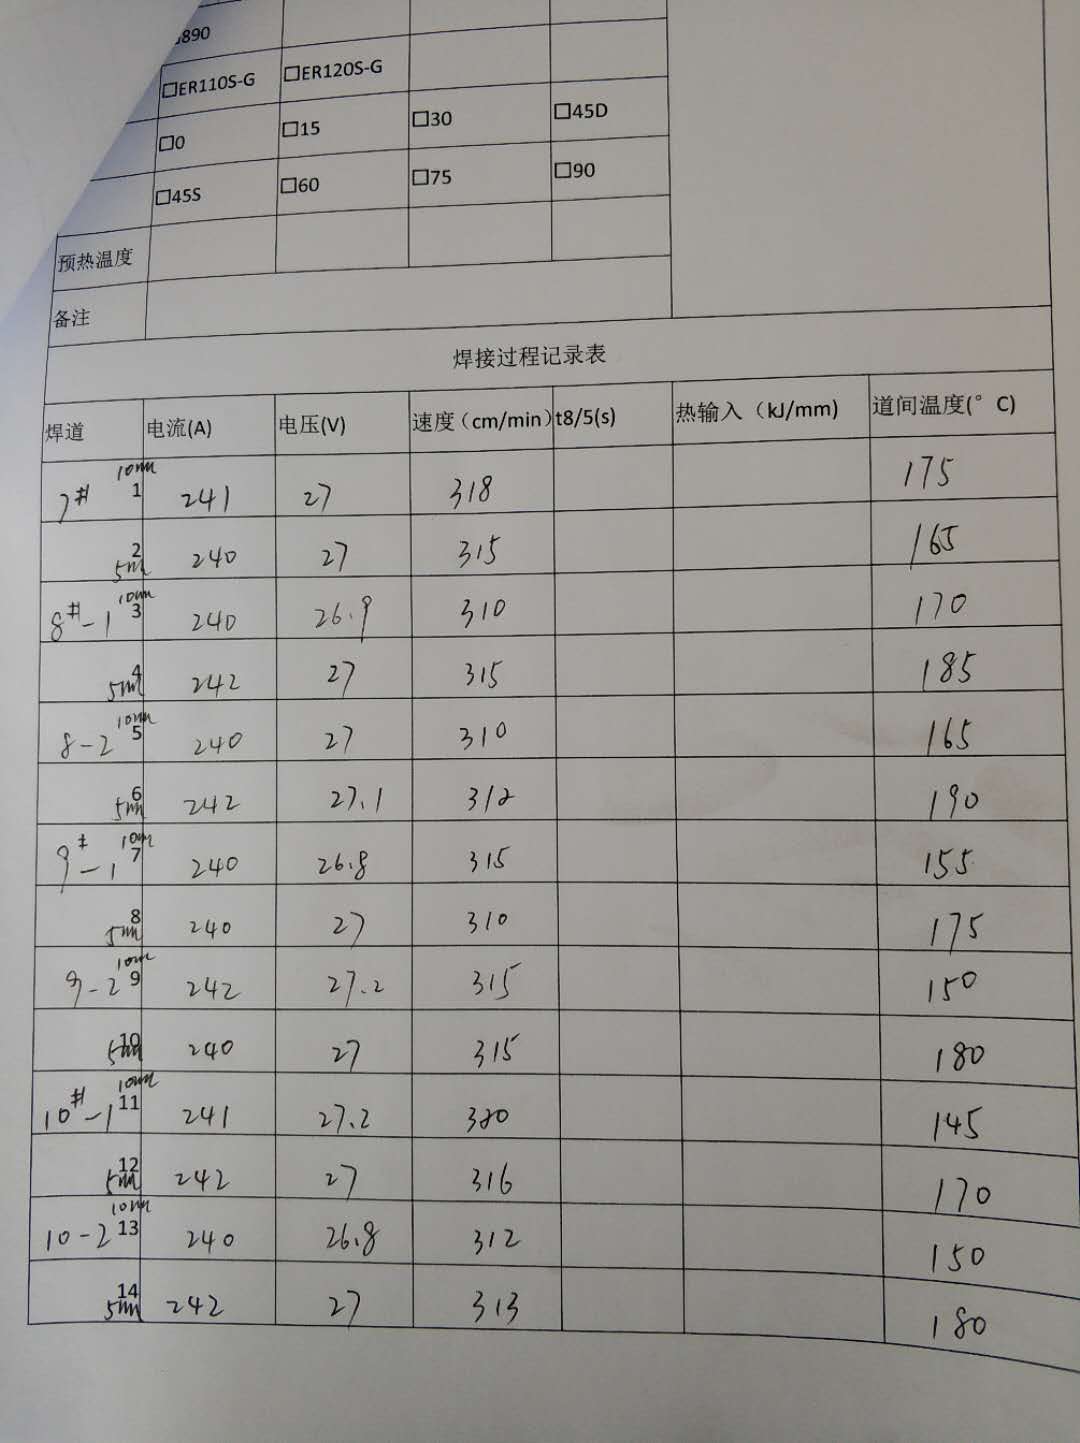 890
□ER110S-G □ER120S-G
□0 □15 □30 □45D
□45S □60 □75 □90
预热温度
备注
焊接过程记录表
焊道 电流(A) 电压(V) 速度（cm/min） t8/5(s) 热输入（kJ/mm） 道间温度(°C)
7# 10mm 1 241 27 318 175
2 5mm 240 27 315 165
8#-1 10mm 3 240 26.9 310 170
4 5mm 242 27 315 185
8-2 10mm 5 240 27 310 165
6 5mm 242 27.1 312 190
9#-1 10mm 7 240 26.8 315 155
8 5mm 240 27 310 175
9-2 10mm 9 242 27.2 315 150
10 5mm 240 27 315 180
10#-1 10mm 11 241 27.2 320 145
12 5mm 242 27 316 170
10-2 10mm 13 240 26.8 312 150
14 5mm 242 27 313 180